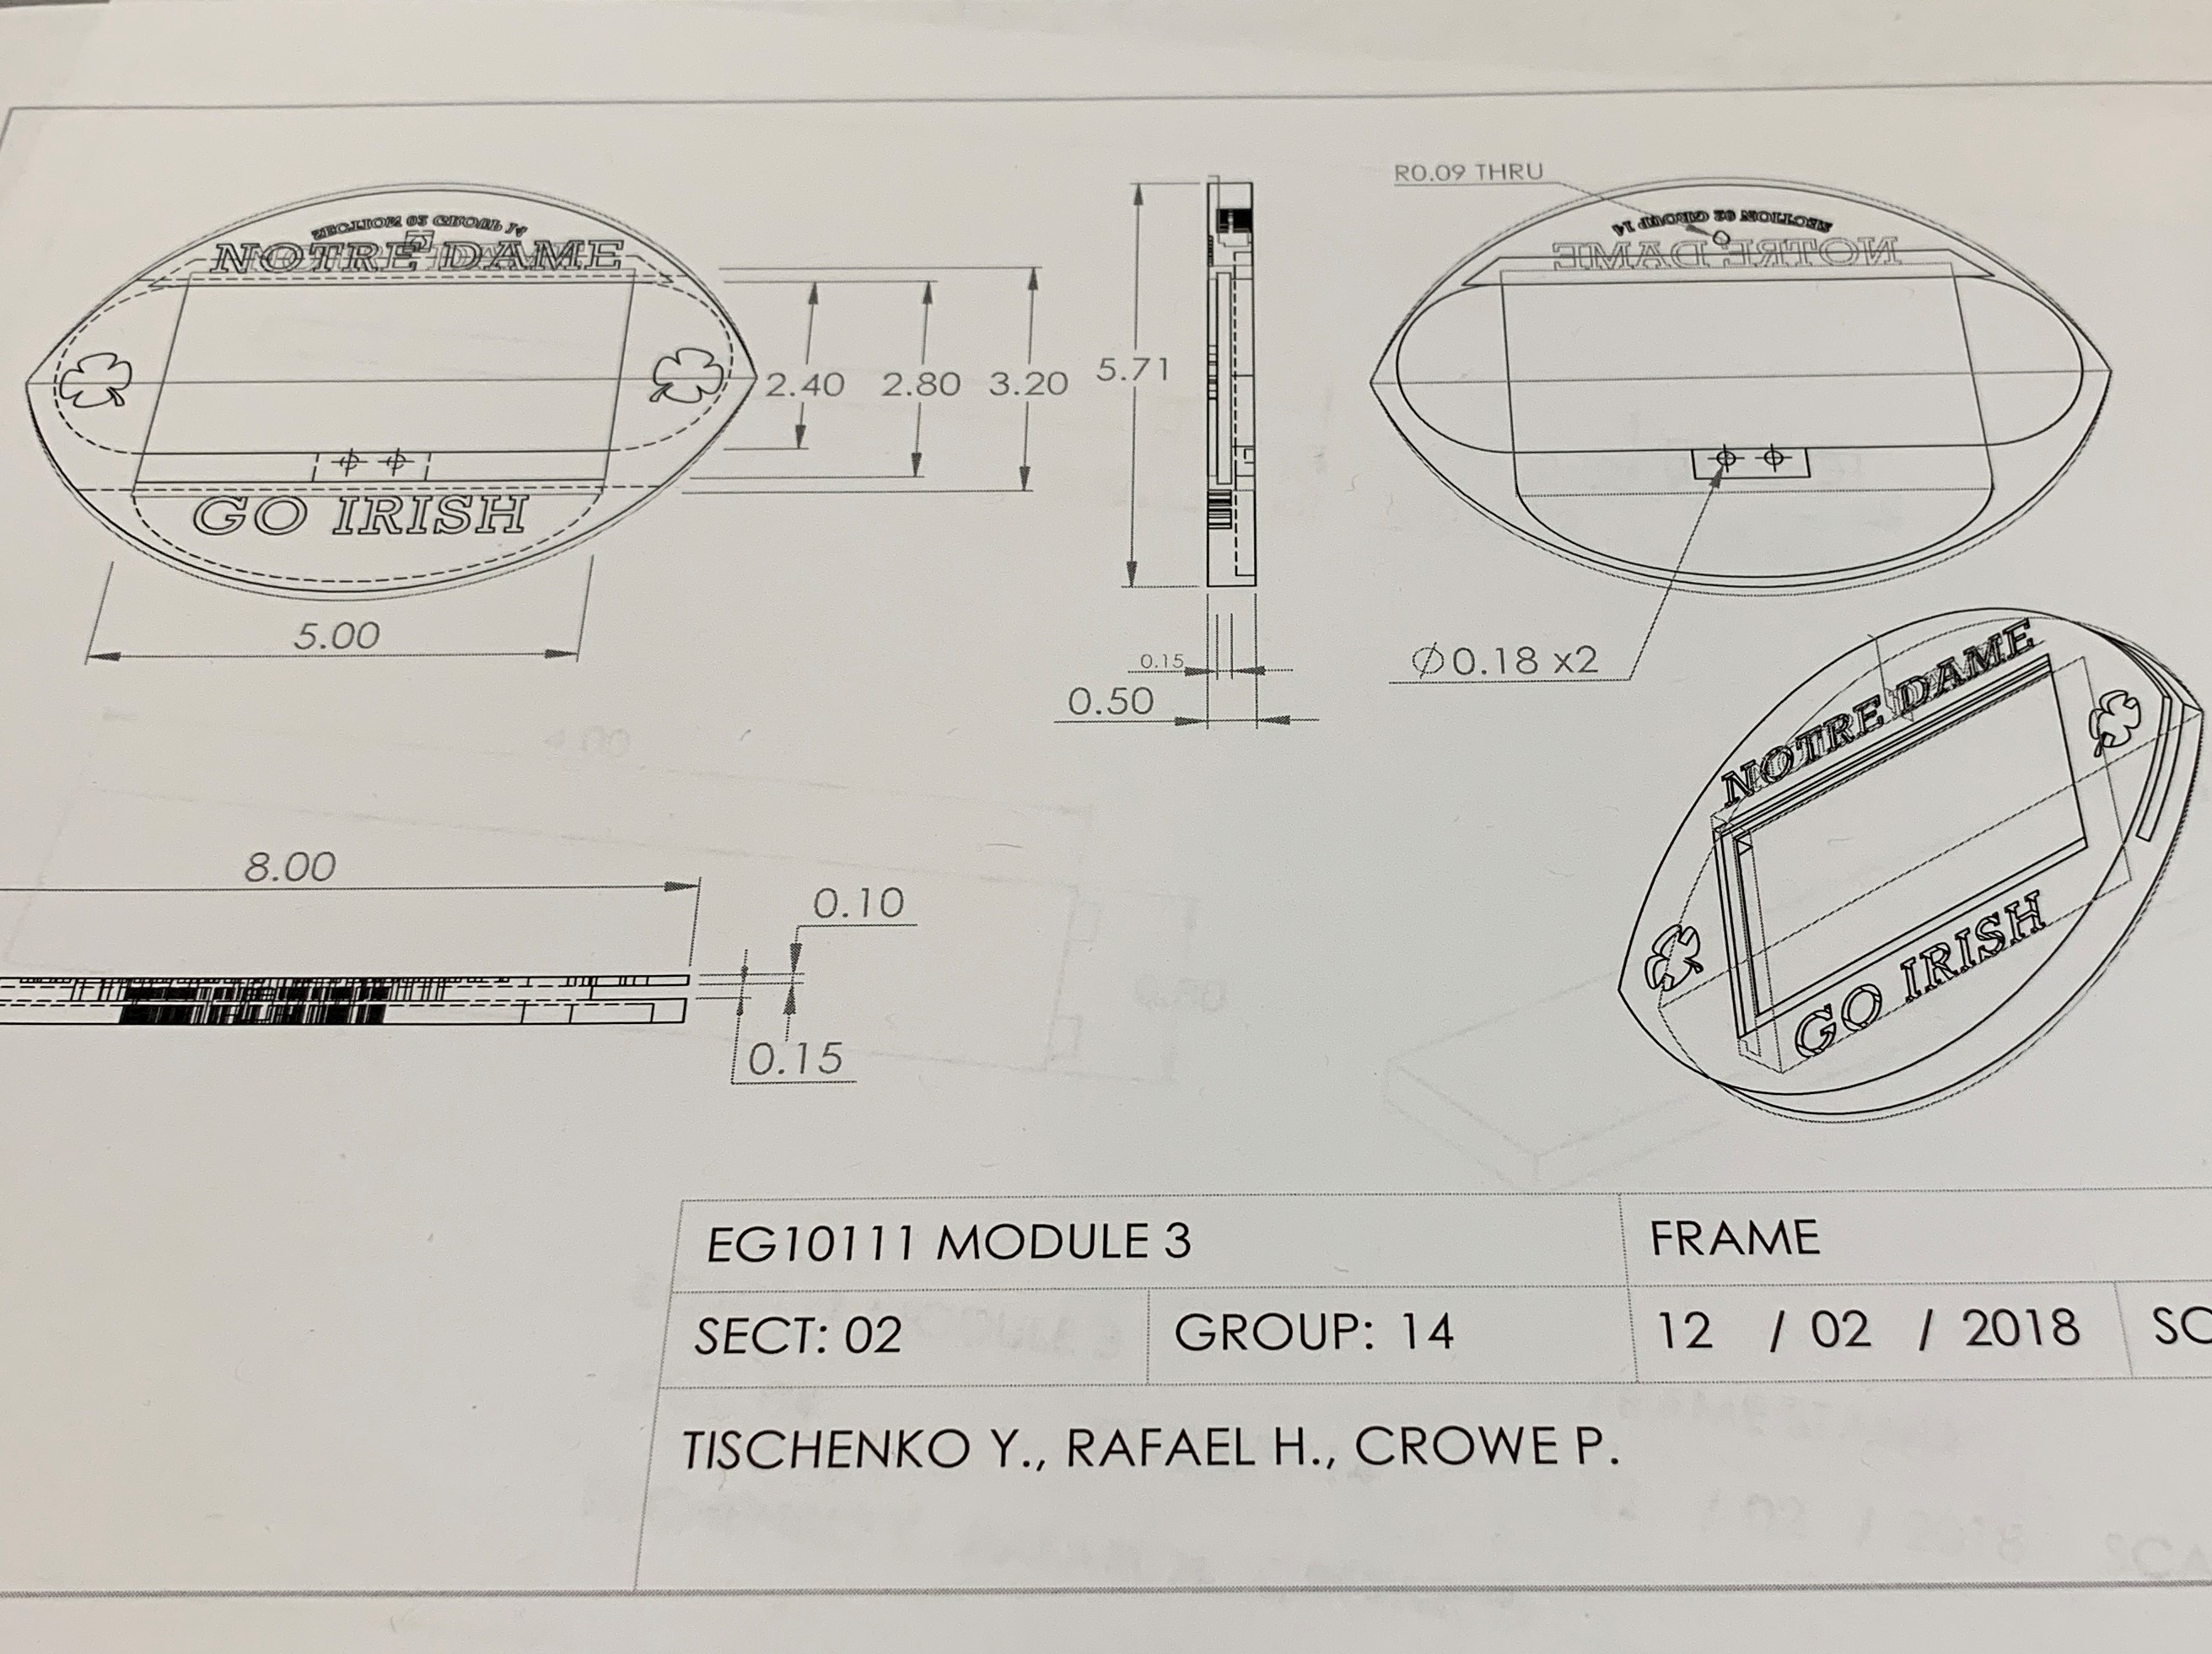 R0.09 THRU
SECTION 02 GROUP 14
SECTION 02 GROUP 14
NOTRE DAME
NOTRE DAME
2.40
2.80
3.20
5.71
GO IRISH
5.00
0.15
0.50
Ø0.18 x2
NOTRE DAME
GO IRISH
8.00
0.10
0.15
EG10111 MODULE 3
FRAME
SECT: 02
GROUP: 14
12 / 02 / 2018
SC
TISCHENKO Y., RAFAEL H., CROWE P.